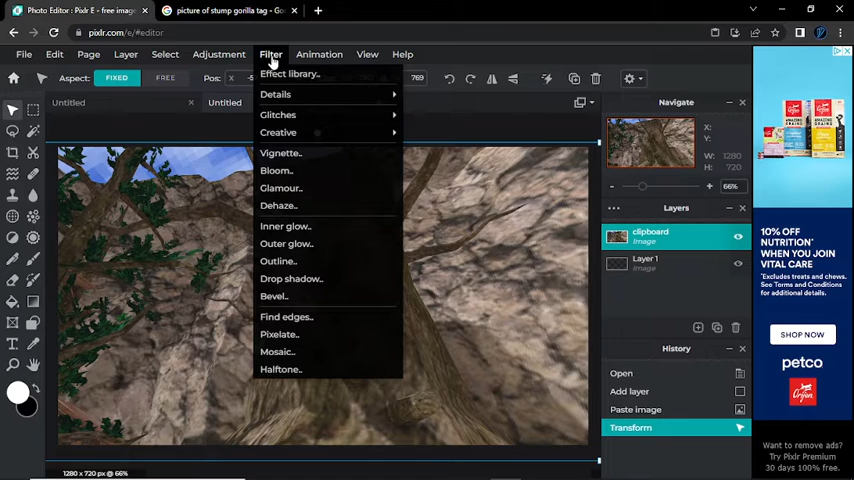 Photo Editor : Pixlr E - free ima
picture of stump gorilla tag - Goo
pixlr.com/e/#editor
File Edit Page Layer Select Adjustment Filter Animation View Help
Aspect: FIXED FREE Pos: X 769
Untitled
Untitled
Effect library..
Details
Glitches
Creative
Vignette..
Bloom..
Glamour..
Dehaze..
Inner glow..
Outer glow..
Outline..
Drop shadow..
Bevel..
Find edges..
Pixelate..
Mosaic..
Halftone..
1280 x 720 px @ 66%
Navigate
X:
Y:
W: 1280
H: 720
66%
Layers
clipboard
Image
Layer 1
Image
History
Open
Add layer
Paste image
Transform
10% OFF
NUTRITION*
WHEN YOU JOIN
VITAL CARE
*Excludes treats and chews.
See Terms and Conditions
for additional details.
SHOP NOW
petco
Orijen
Want to remove ads?
Try Pixlr Premium
30 days 100% free.